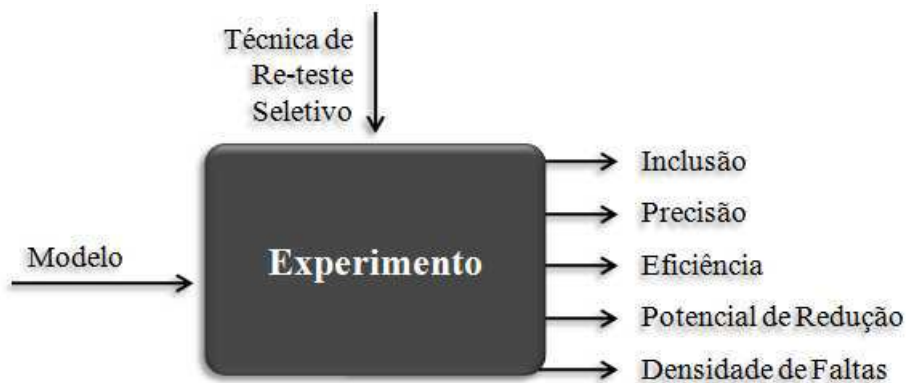 Técnica de
Re-teste
Seletivo
Inclusão
Precisão
Modelo
Experimento
Eficiência
Potencial de Redução
Densidade de Faltas